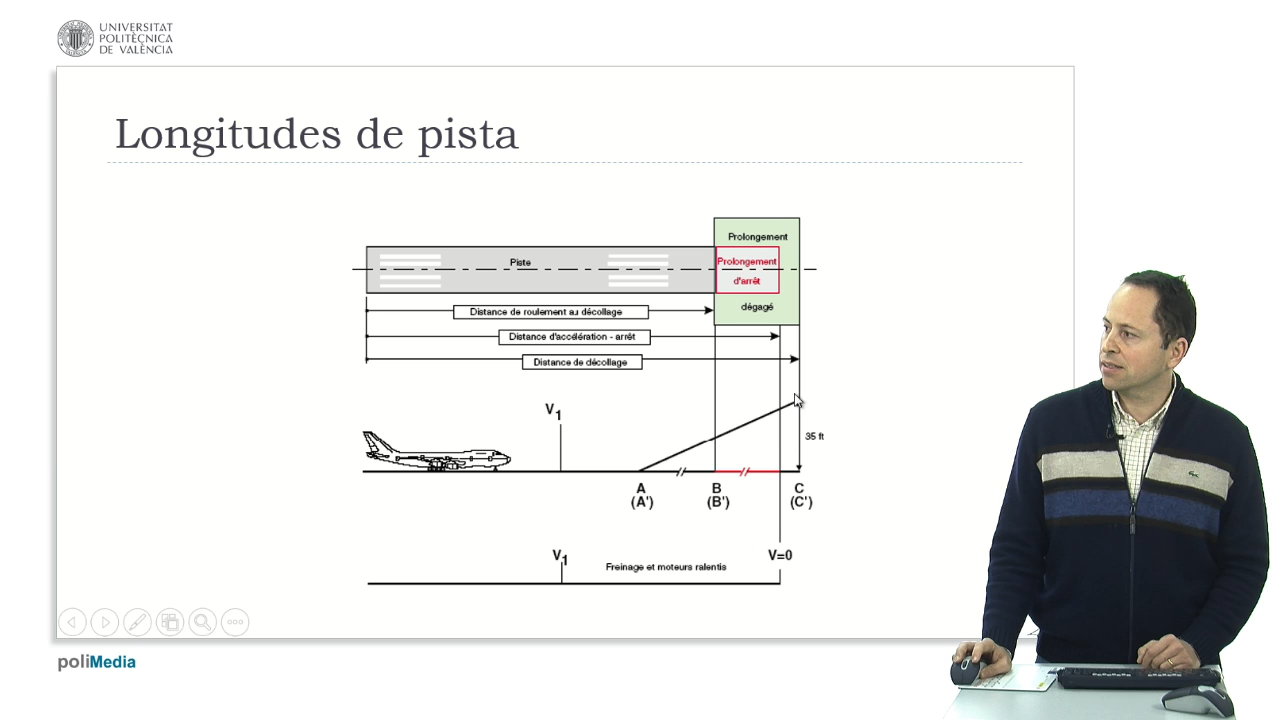 UNIVERSITAT
POLITÈCNICA
DE VALÈNCIA
Longitudes de pista
Prolongement
Piste
Prolongement
d'arrêt
dégagé
Distance de roulement au décollage
Distance d'accélération - arrêt
Distance de décollage
V1
35 ft
A
B
C
(A')
(B')
(C')
V1
Freinage et moteurs ralentis
V=0
poliMedia